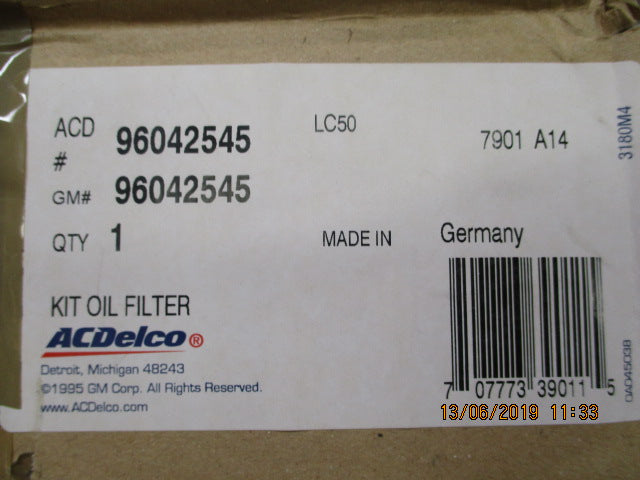 ACD # 96042545
LC50
7901 A14
3180M4
GM# 96042545
QTY 1
MADE IN Germany
KIT OIL FILTER
ACDelco®
Detroit, Michigan 48243
©1995 GM Corp. All Rights Reserved.
www.ACDelco.com
7 07773 39011 5
0AD45D38
13/06/2019 11:33